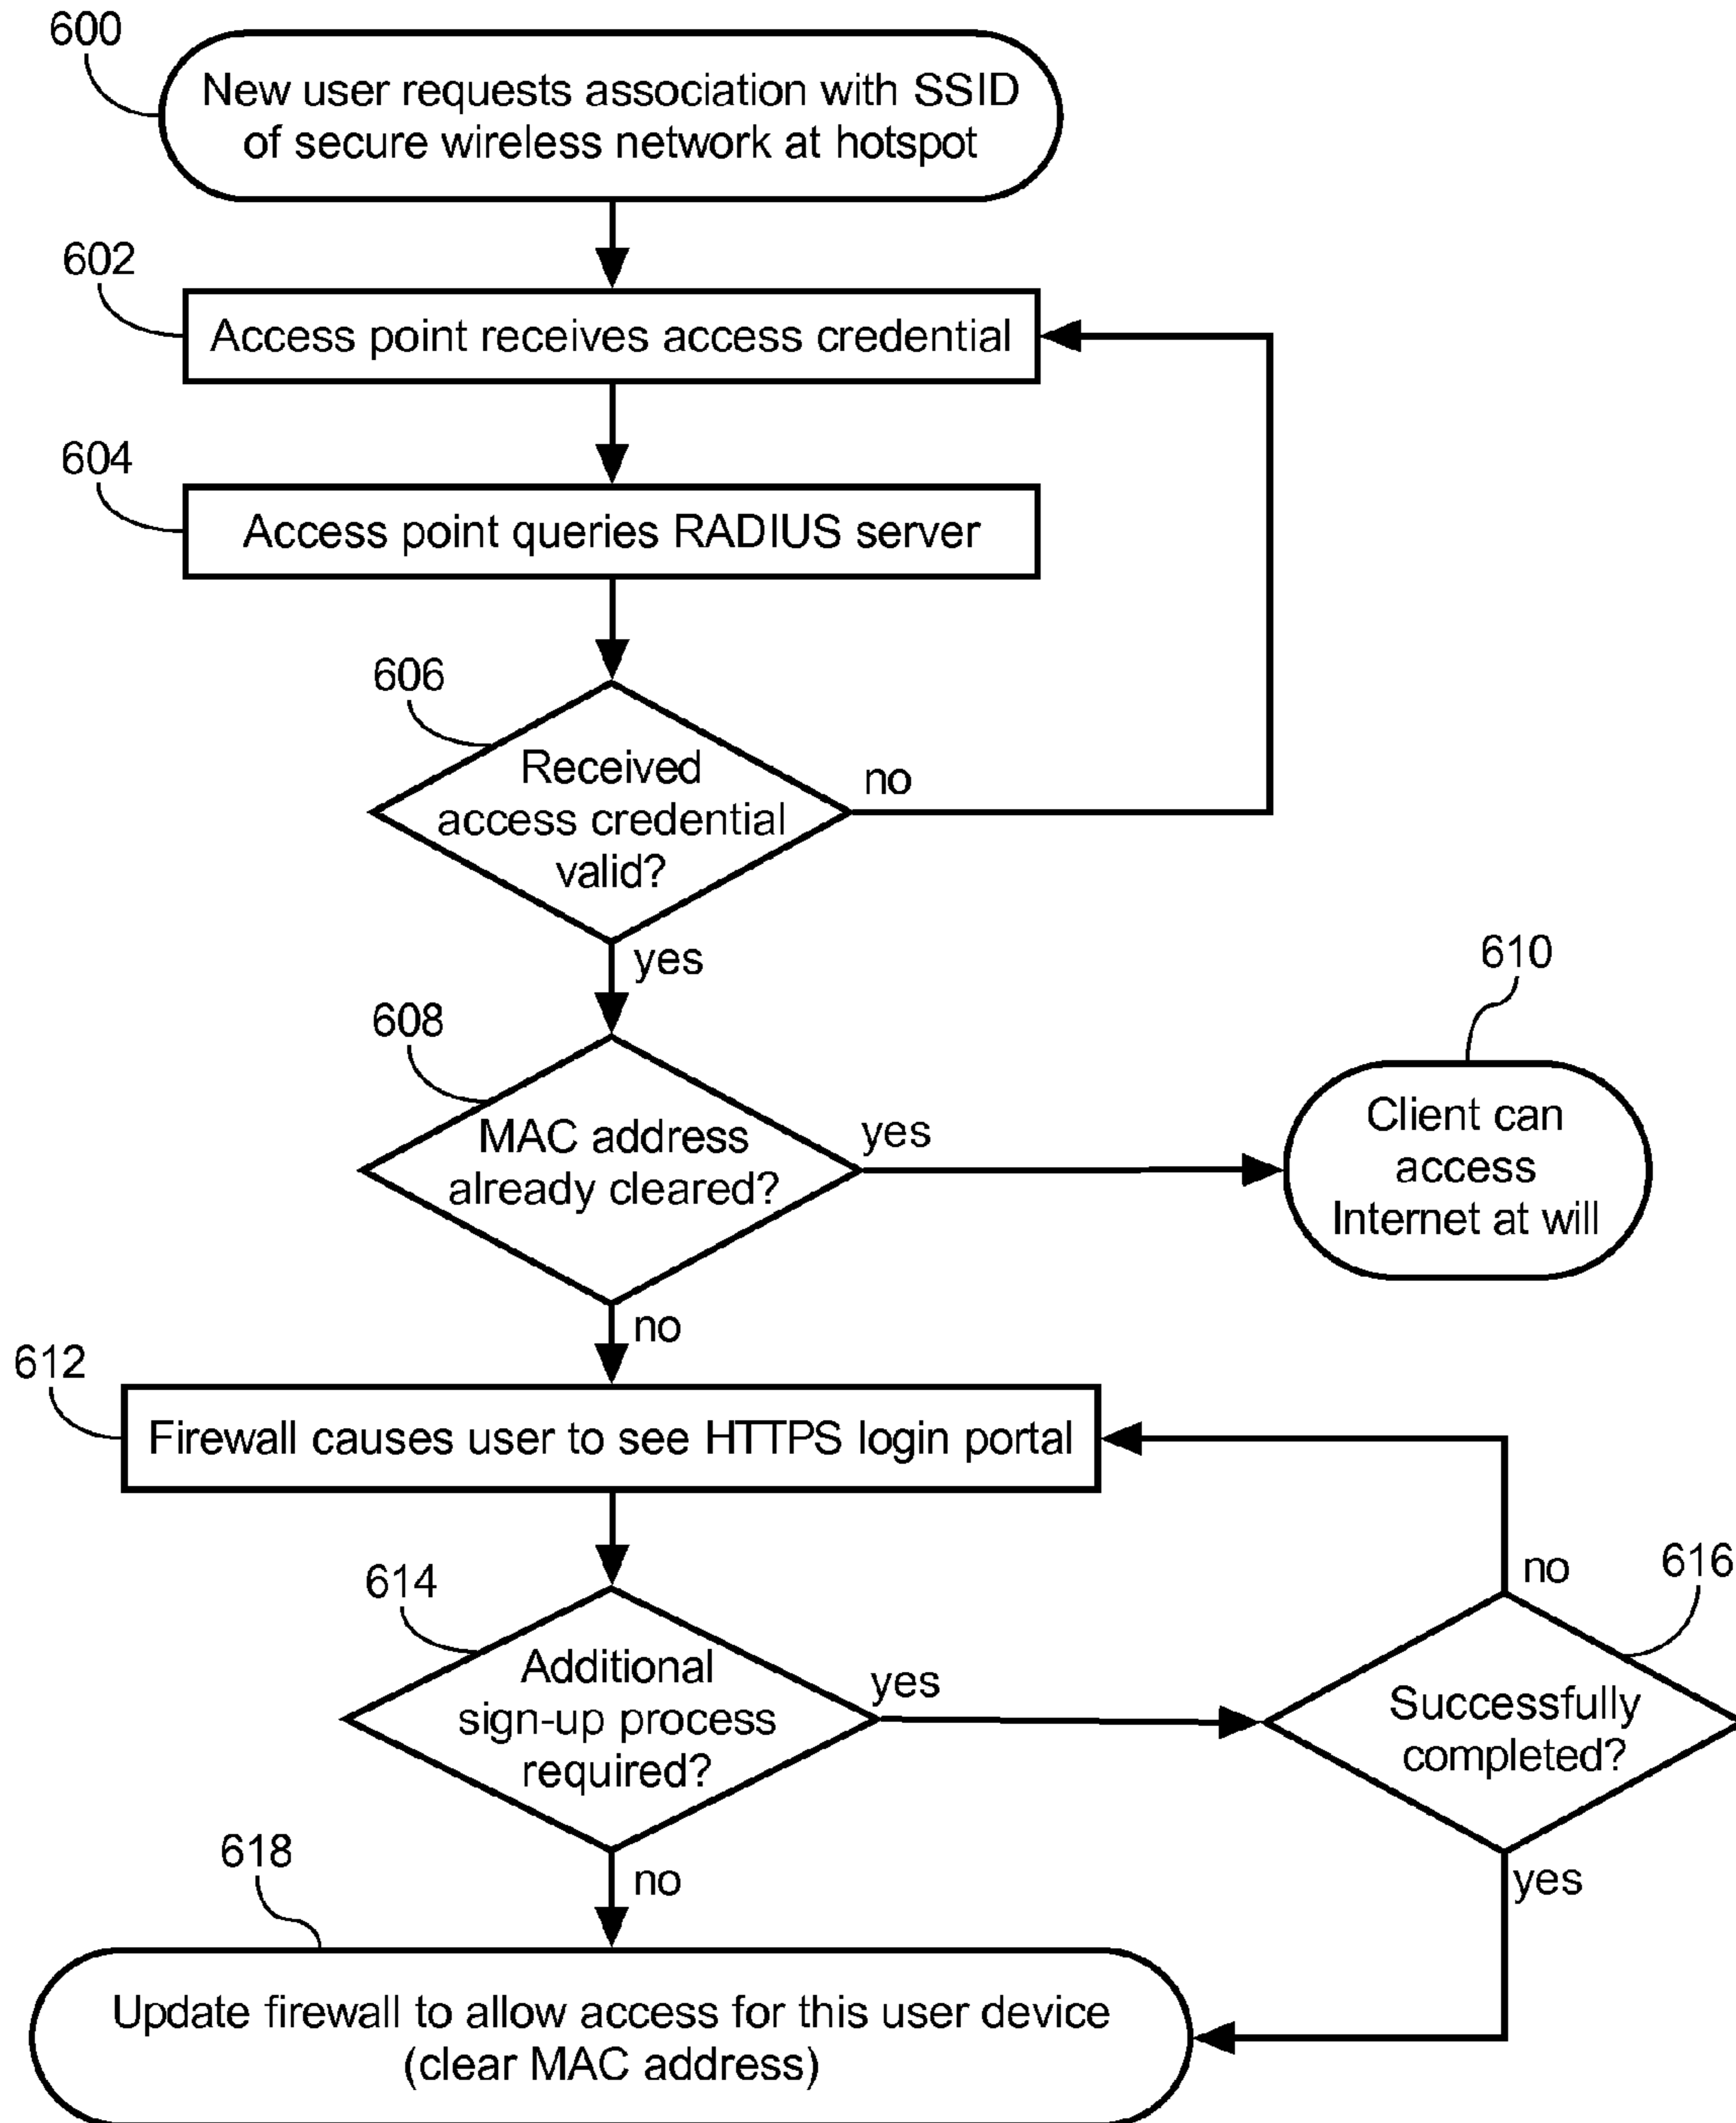 600
New user requests association with SSID
of secure wireless network at hotspot
602
Access point receives access credential
604
Access point queries RADIUS server
606
Received
access credential
valid?
no
yes
608
MAC address
already cleared?
yes
610
Client can
access
Internet at will
no
612
Firewall causes user to see HTTPS login portal
614
Additional
sign-up process
required?
yes
no
616
Successfully
completed?
no
yes
618
Update firewall to allow access for this user device
(clear MAC address)